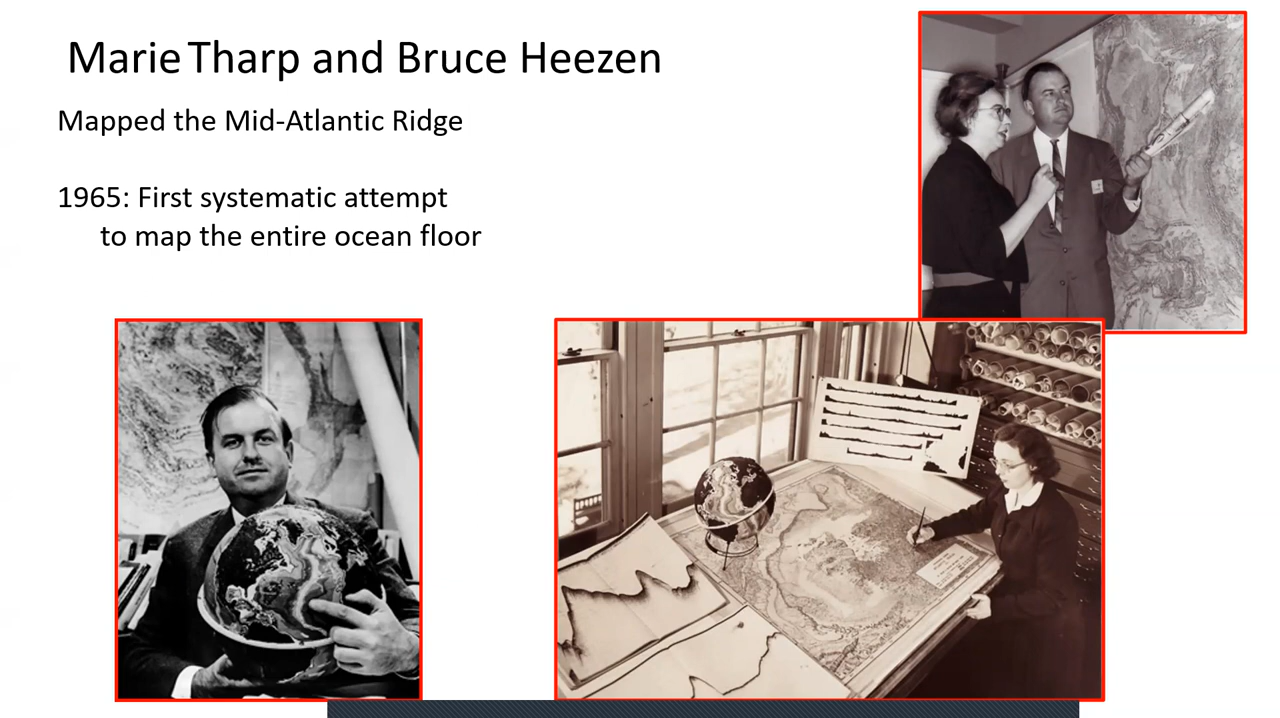 Marie Tharp and Bruce Heezen
Mapped the Mid-Atlantic Ridge
1965: First systematic attempt
to map the entire ocean floor